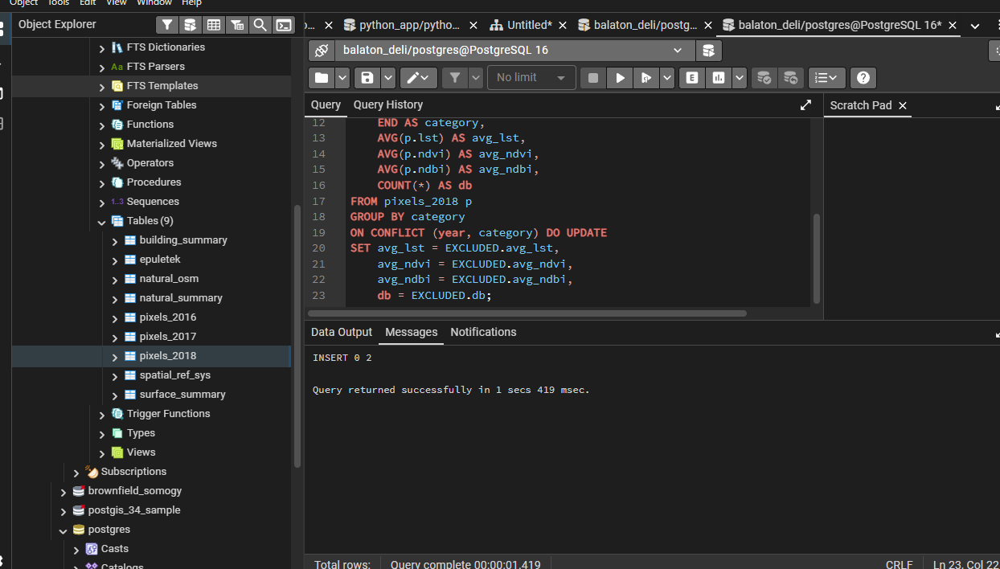 Object Tools Edit View Window Help
Object Explorer
FTS Dictionaries
Aa FTS Parsers
FTS Templates
Foreign Tables
Functions
Materialized Views
Operators
Procedures
1..3 Sequences
Tables (9)
building_summary
epuletek
natural_osm
natural_summary
pixels_2016
pixels_2017
pixels_2018
spatial_ref_sys
surface_summary
Trigger Functions
Types
Views
Subscriptions
brownfield_somogy
postgis_34_sample
postgres
Casts
Catalogs
python_app/pytho... Untitled* balaton_deli/postg... balaton_deli/postgres@PostgreSQL 16*
balaton_deli/postgres@PostgreSQL 16
No limit E
Query Query History
12 END AS category,
13 AVG(p.lst) AS avg_lst,
14 AVG(p.ndvi) AS avg_ndvi,
15 AVG(p.ndbi) AS avg_ndbi,
16 COUNT(*) AS db
17 FROM pixels_2018 p
18 GROUP BY category
19 ON CONFLICT (year, category) DO UPDATE
20 SET avg_lst = EXCLUDED.avg_lst,
21 avg_ndvi = EXCLUDED.avg_ndvi,
22 avg_ndbi = EXCLUDED.avg_ndbi,
23 db = EXCLUDED.db;
Scratch Pad
Data Output Messages Notifications
INSERT 0 2
Query returned successfully in 1 secs 419 msec.
Total rows: Query complete 00:00:01.419 CRLF Ln 23, Col 22